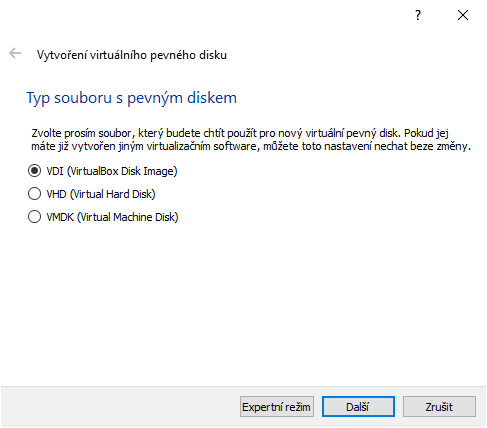 ?
Vytvoření virtuálního pevného disku
Typ souboru s pevným diskem
Zvolte prosím soubor, který budete chtít použít pro nový virtuální pevný disk. Pokud jej
máte již vytvořen jiným virtualizačním software, můžete toto nastavení nechat beze změny.
VDI (VirtualBox Disk Image)
VHD (Virtual Hard Disk)
VMDK (Virtual Machine Disk)
Expertní režim
Další
Zrušit